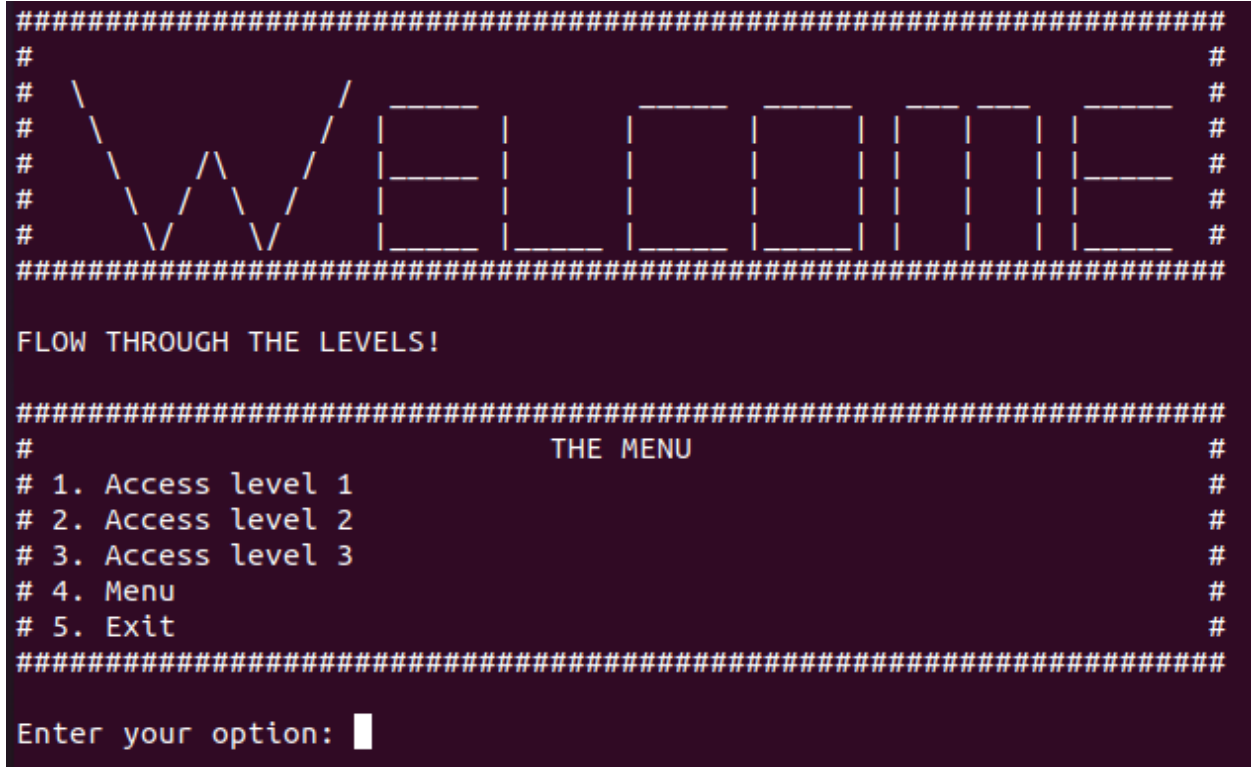 ####################################################################
WELCOME
####################################################################
FLOW THROUGH THE LEVELS!
####################################################################
# THE MENU #
# 1. Access level 1 #
# 2. Access level 2 #
# 3. Access level 3 #
# 4. Menu #
# 5. Exit #
####################################################################
Enter your option: